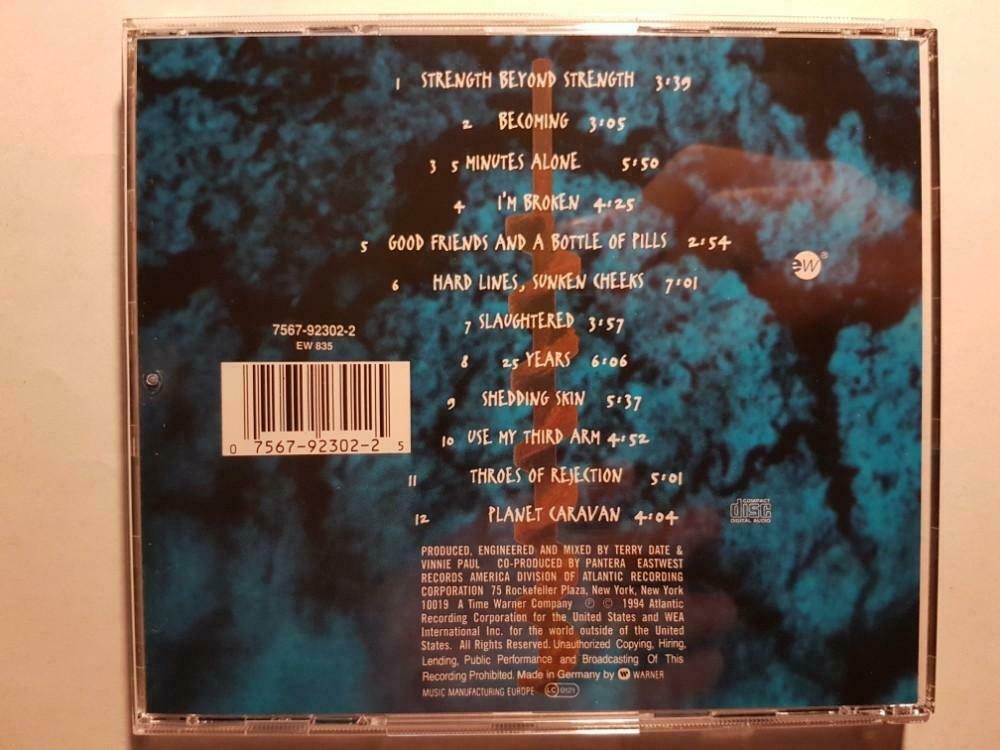 1 STRENGTH BEYOND STRENGTH 3:39
2 BECOMING 3:05
3 5 MINUTES ALONE 5:50
4 I'M BROKEN 4:25
5 GOOD FRIENDS AND A BOTTLE OF PILLS 2:54
6 HARD LINES, SUNKEN CHEEKS 7:01
7 SLAUGHTERED 3:57
8 25 YEARS 6:06
9 SHEDDING SKIN 5:37
10 USE MY THIRD ARM 4:52
11 THROES OF REJECTION 5:01
12 PLANET CARAVAN 4:04
ew®
7567-92302-2
EW 835
0 7567-92302-2 5
COMPACT
disc
DIGITAL AUDIO
PRODUCED, ENGINEERED AND MIXED BY TERRY DATE &
VINNIE PAUL CO-PRODUCED BY PANTERA EASTWEST
RECORDS AMERICA DIVISION OF ATLANTIC RECORDING
CORPORATION 75 Rockefeller Plaza, New York, New York
10019 A Time Warner Company ℗ © 1994 Atlantic
Recording Corporation for the United States and WEA
International Inc. for the world outside of the United
States. All Rights Reserved. Unauthorized Copying, Hiring,
Lending, Public Performance and Broadcasting Of This
Recording Prohibited. Made in Germany by WARNER
MUSIC MANUFACTURING EUROPE LC 0121